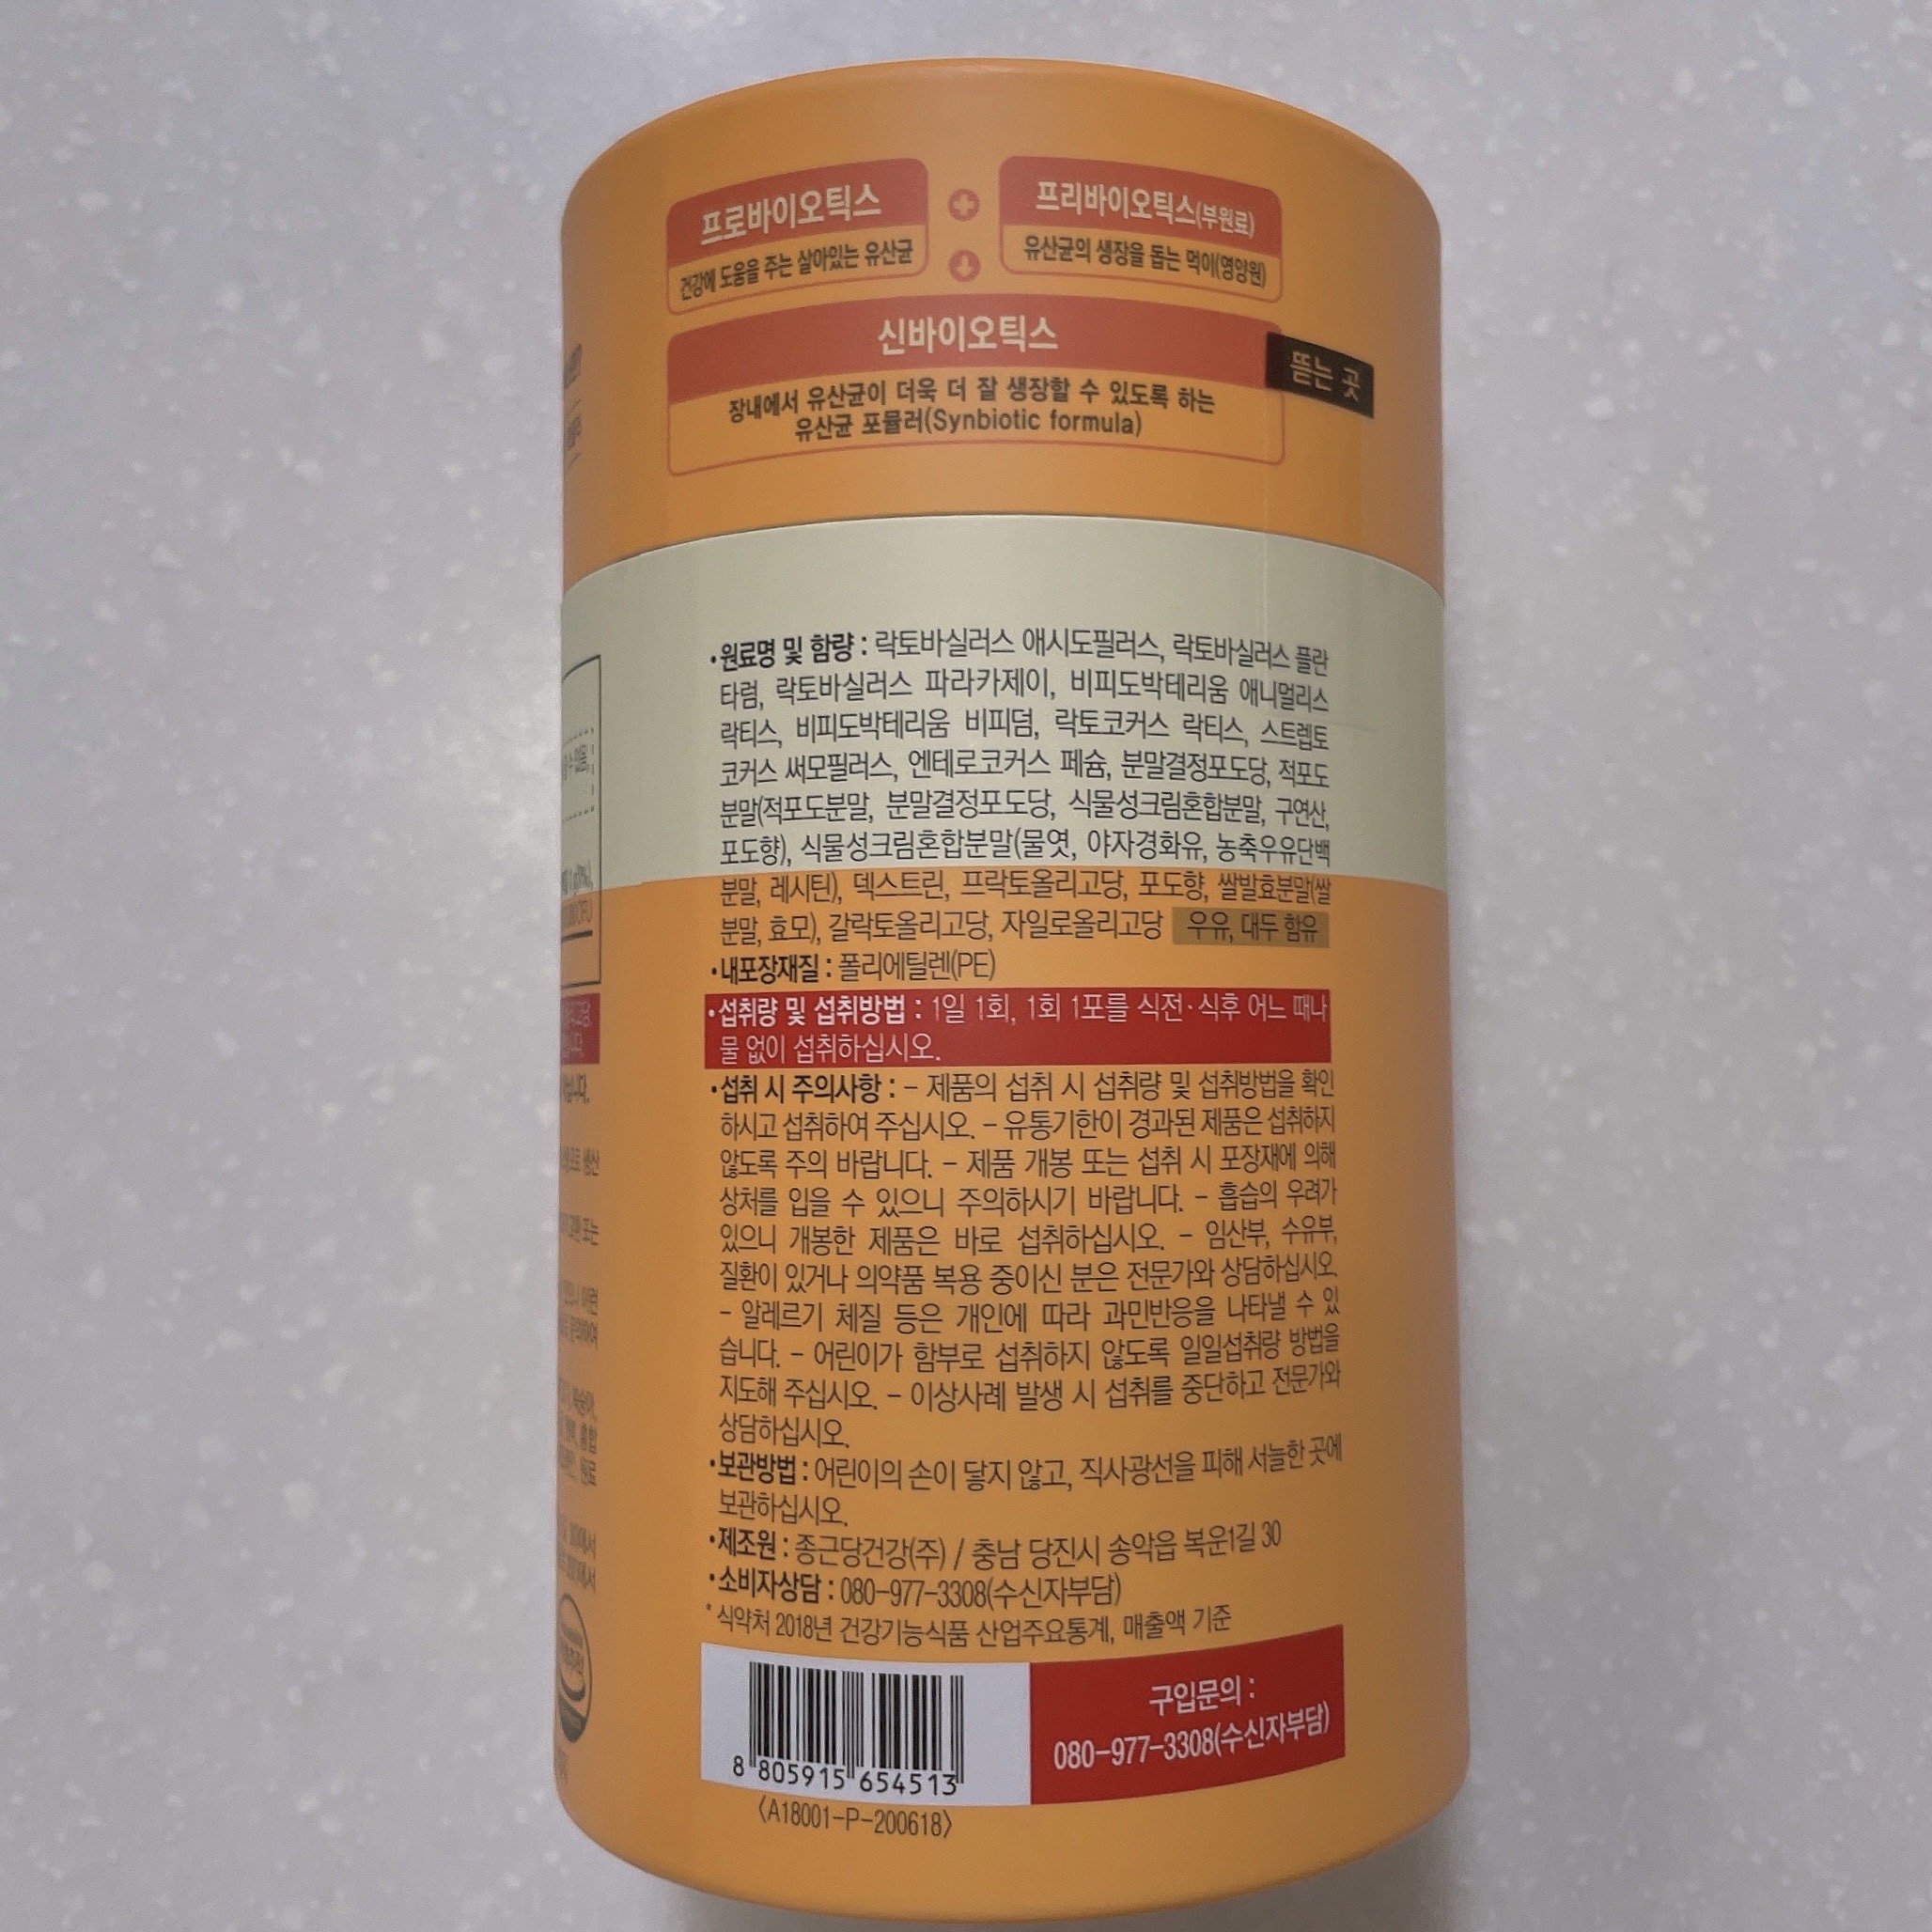 프로바이오틱스
건강에 도움을 주는 살아있는 유산균
프리바이오틱스(부원료)
유산균의 생장을 돕는 먹이(영양원)
신바이오틱스
장내에서 유산균이 더욱 더 잘 생장할 수 있도록 하는
유산균 포뮬러(Synbiotic formula)
뜯는 곳
•원료명 및 함량 : 락토바실러스 애시도필러스, 락토바실러스 플란
타럼, 락토바실러스 파라카제이, 비피도박테리움 애니멀리스
락티스, 비피도박테리움 비피덤, 락토코커스 락티스, 스트렙토
코커스 써모필러스, 엔테로코커스 페슘, 분말결정포도당, 적포도
분말(적포도분말, 분말결정포도당, 식물성크림혼합분말, 구연산,
포도향), 식물성크림혼합분말(물엿, 야자경화유, 농축우유단백
분말, 레시틴), 덱스트린, 프락토올리고당, 포도향, 쌀발효분말(쌀
분말, 효모), 갈락토올리고당, 자일로올리고당 우유, 대두 함유
•내포장재질 : 폴리에틸렌(PE)
•섭취량 및 섭취방법 : 1일 1회, 1회 1포를 식전·식후 어느 때나
물 없이 섭취하십시오.
•섭취 시 주의사항 : - 제품의 섭취 시 섭취량 및 섭취방법을 확인
하시고 섭취하여 주십시오. - 유통기한이 경과된 제품은 섭취하지
않도록 주의 바랍니다. - 제품 개봉 또는 섭취 시 포장재에 의해
상처를 입을 수 있으니 주의하시기 바랍니다. - 흡습의 우려가
있으니 개봉한 제품은 바로 섭취하십시오. - 임산부, 수유부,
질환이 있거나 의약품 복용 중이신 분은 전문가와 상담하십시오.
- 알레르기 체질 등은 개인에 따라 과민반응을 나타낼 수 있
습니다. - 어린이가 함부로 섭취하지 않도록 일일섭취량 방법을
지도해 주십시오. - 이상사례 발생 시 섭취를 중단하고 전문가와
상담하십시오.
•보관방법 : 어린이의 손이 닿지 않고, 직사광선을 피해 서늘한 곳에
보관하십시오.
•제조원 : 종근당건강(주) / 충남 당진시 송악읍 복운1길 30
•소비자상담 : 080-977-3308(수신자부담)
* 식약처 2018년 건강기능식품 산업주요통계, 매출액 기준
구입문의 :
080-977-3308(수신자부담)
8 805915 654513
〈A18001-P-200618〉